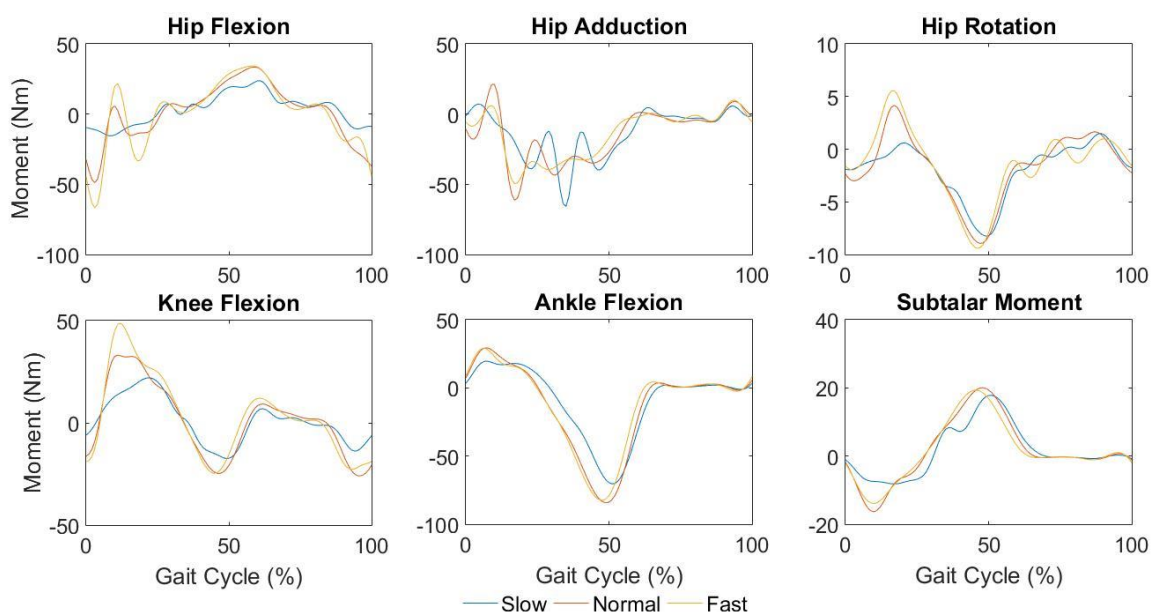 Hip Flexion
Hip Adduction
Hip Rotation
Moment (Nm)
50
0
-50
-100
0 50 100
50
0
-50
-100
0 50 100
10
5
0
-5
-10
0 50 100
Knee Flexion
Ankle Flexion
Subtalar Moment
Moment (Nm)
50
0
-50
0 50 100
50
0
-50
-100
0 50 100
40
20
0
-20
0 50 100
Gait Cycle (%)
Gait Cycle (%)
Gait Cycle (%)
Slow Normal Fast